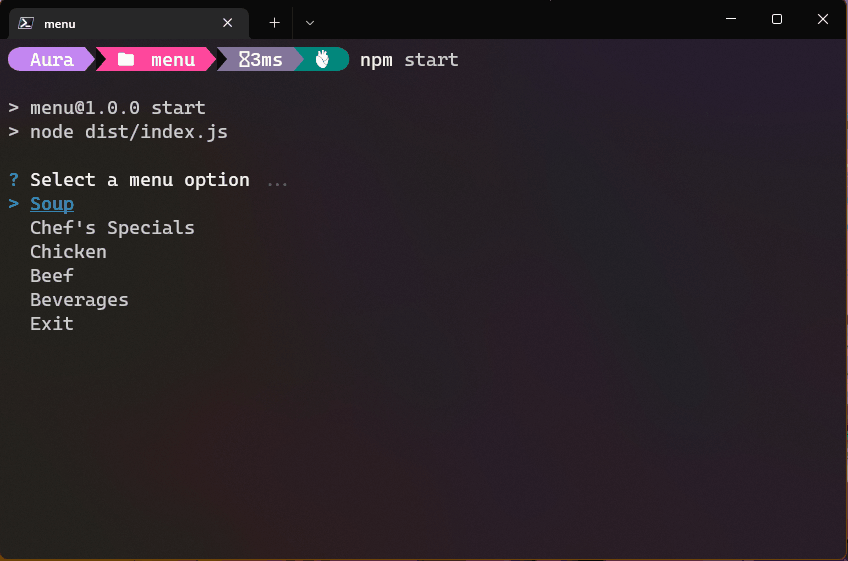 menu
Aura menu 3ms npm start
> menu@1.0.0 start
> node dist/index.js
? Select a menu option ...
> Soup
Chef's Specials
Chicken
Beef
Beverages
Exit